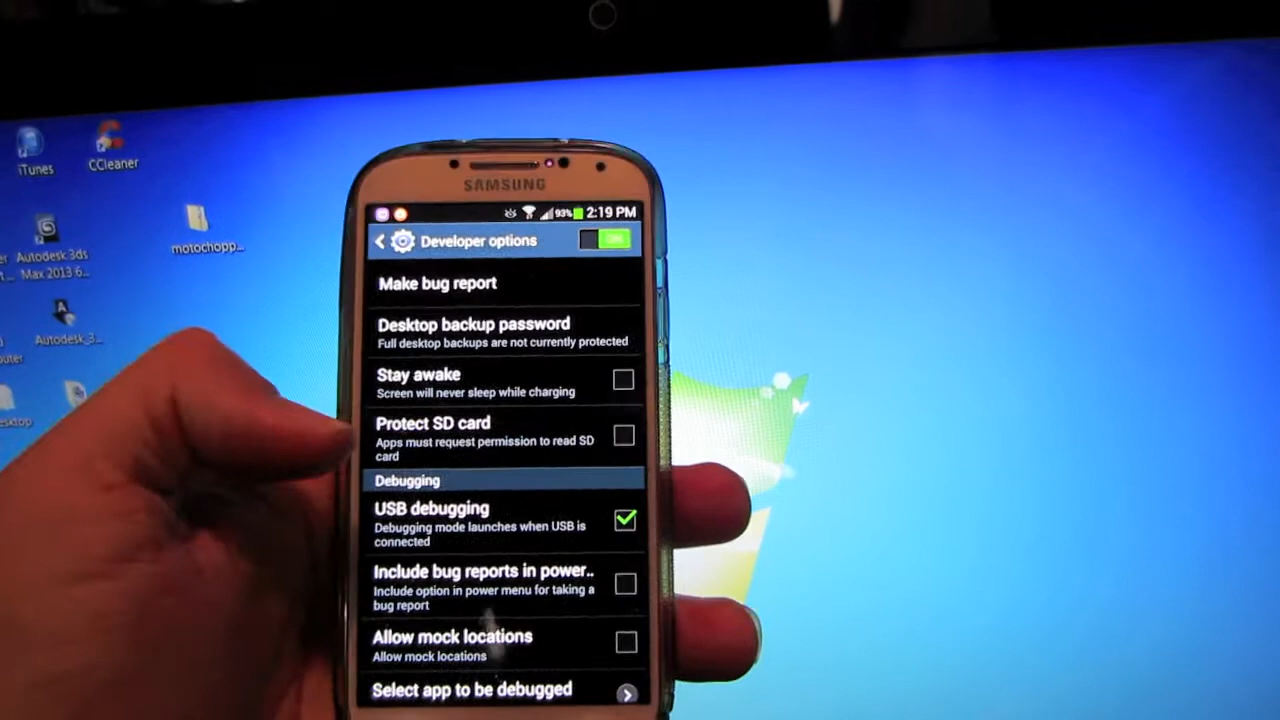 iTunes
CCleaner
Autodesk 3ds
Max 2013 6...
motochopp...
Autodesk_3...
SAMSUNG
93% 2:19 PM
Developer options
ON
Make bug report
Desktop backup password
Full desktop backups are not currently protected
Stay awake
Screen will never sleep while charging
Protect SD card
Apps must request permission to read SD
card
Debugging
USB debugging
Debugging mode launches when USB is
connected
Include bug reports in power..
Include option in power menu for taking a
bug report
Allow mock locations
Allow mock locations
Select app to be debugged